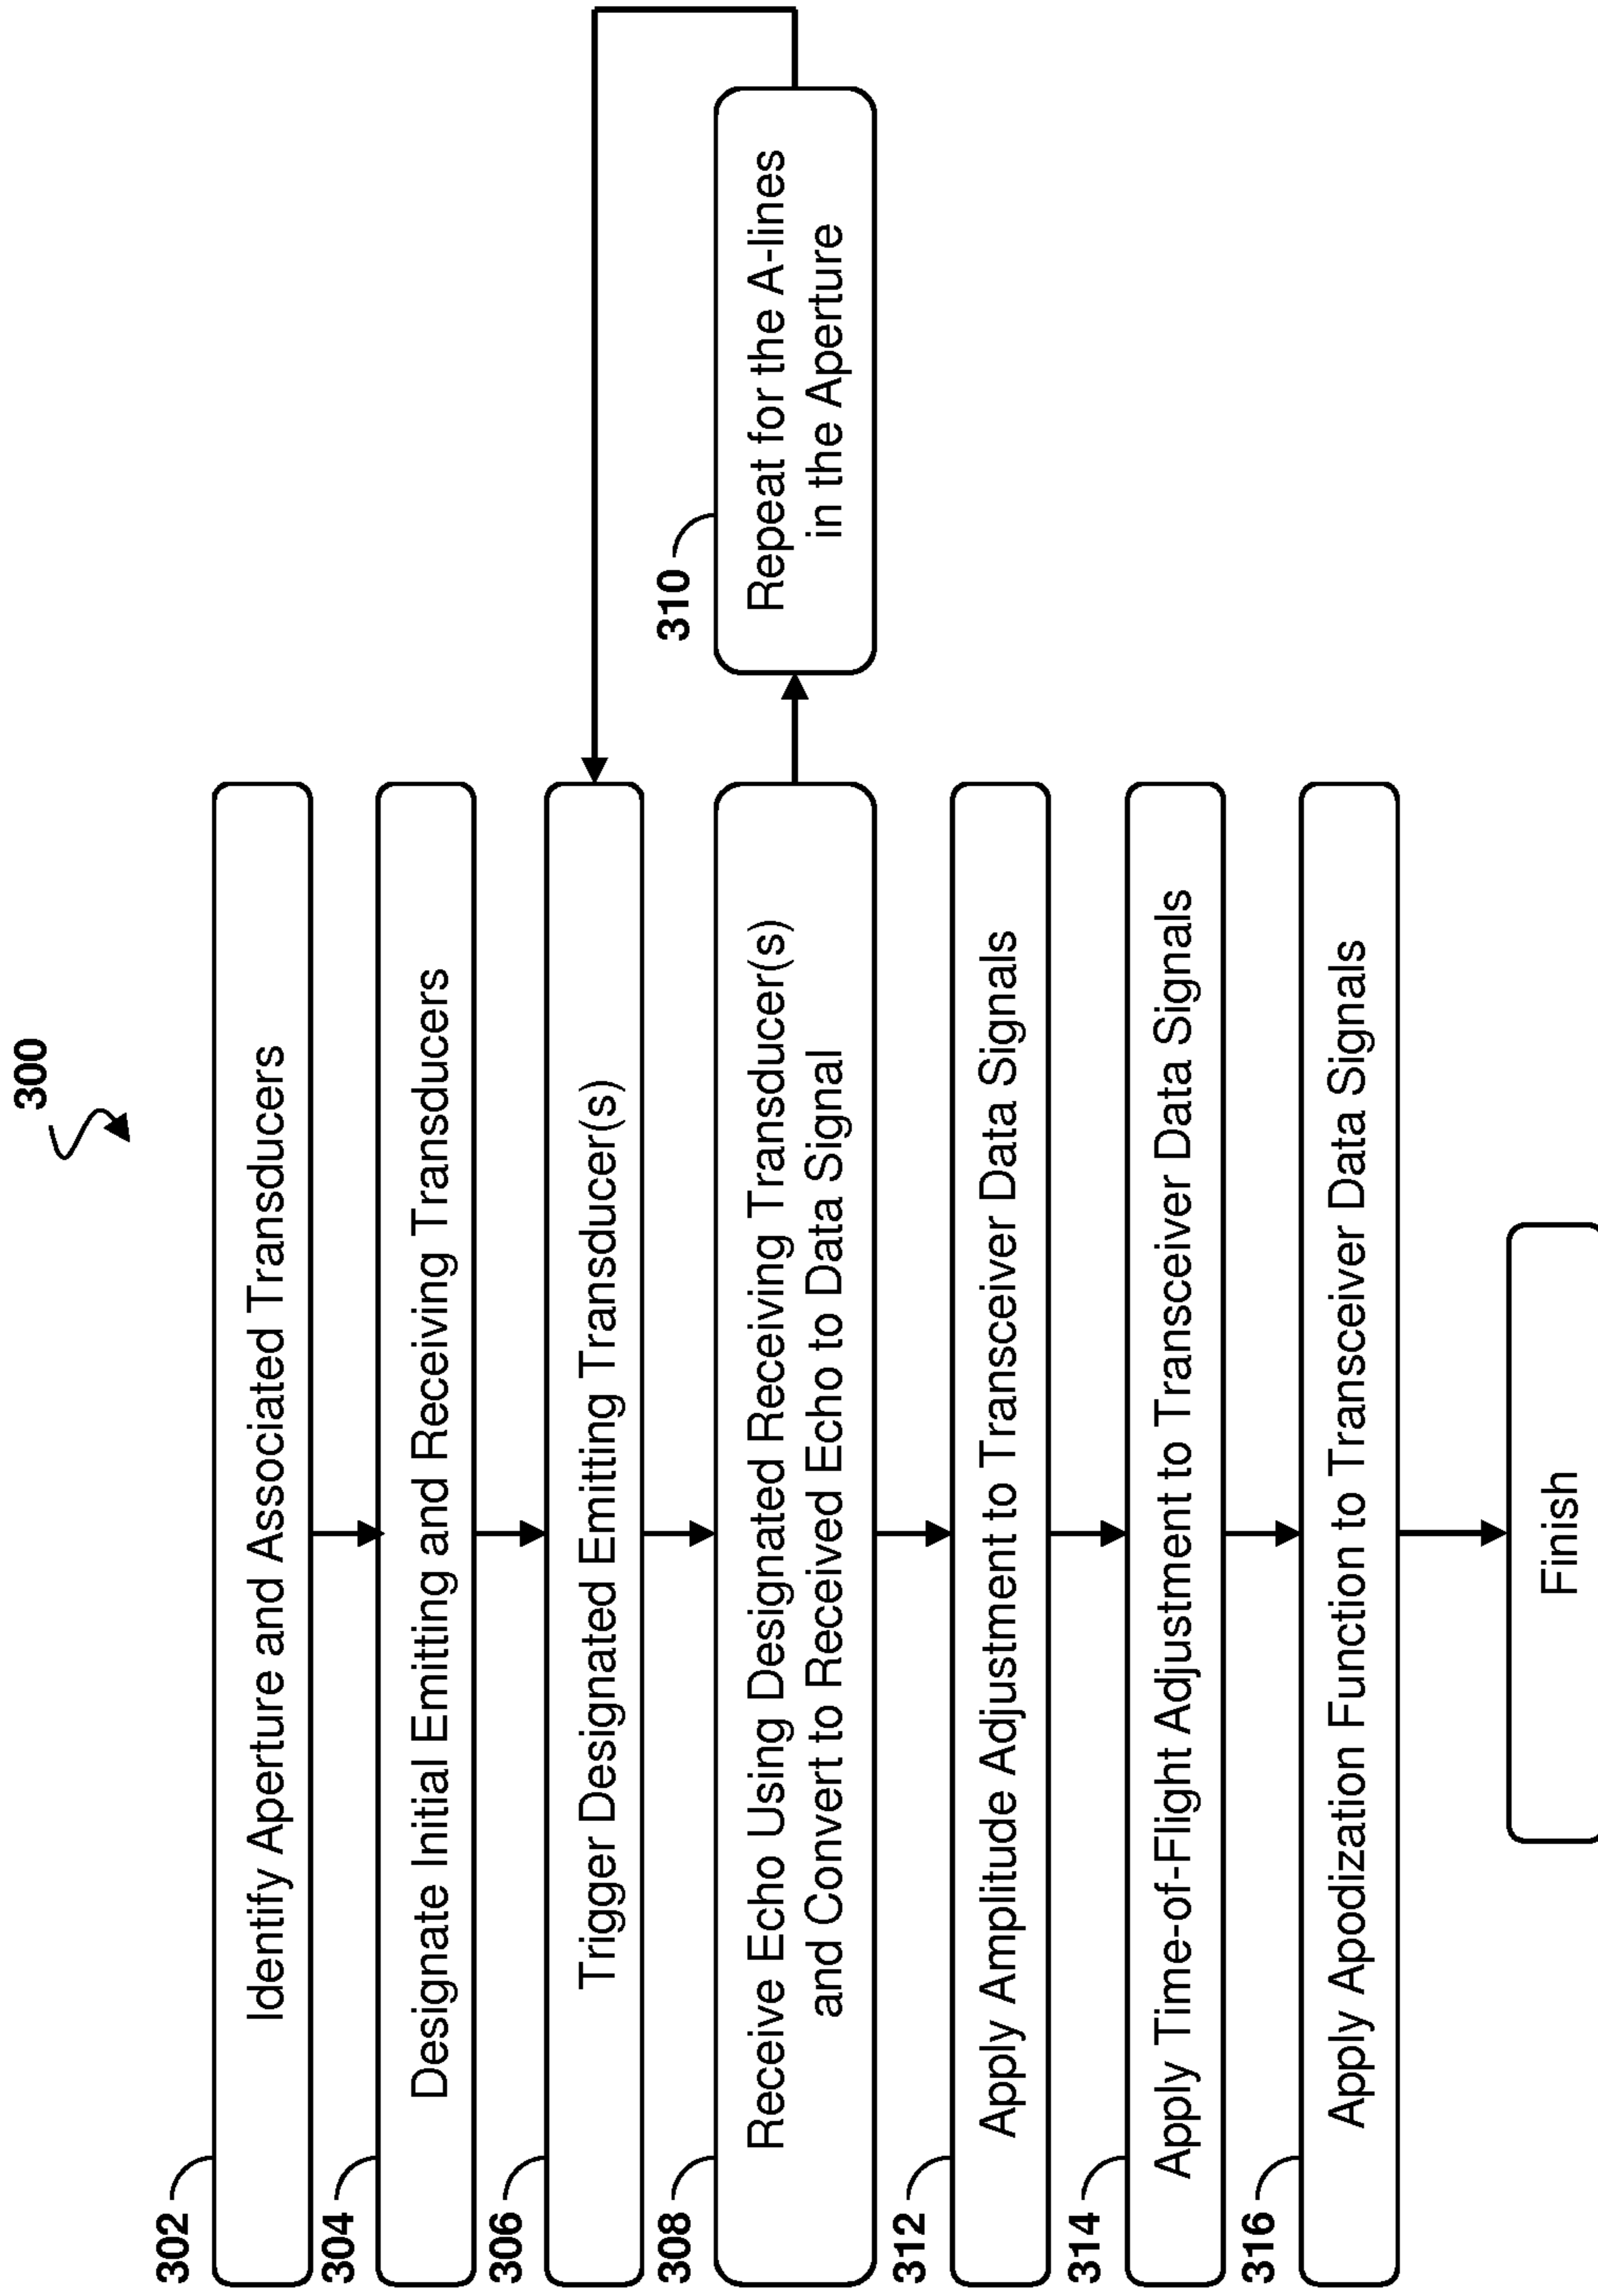 300
302
Identify Aperture and Associated Transducers
304
Designate Initial Emitting and Receiving Transducers
306
Trigger Designated Emitting Transducer(s)
308
Receive Echo Using Designated Receiving Transducer(s)
and Convert to Received Echo to Data Signal
310
Repeat for the A-lines
in the Aperture
312
Apply Amplitude Adjustment to Transceiver Data Signals
314
Apply Time-of-Flight Adjustment to Transceiver Data Signals
316
Apply Apodization Function to Transceiver Data Signals
Finish